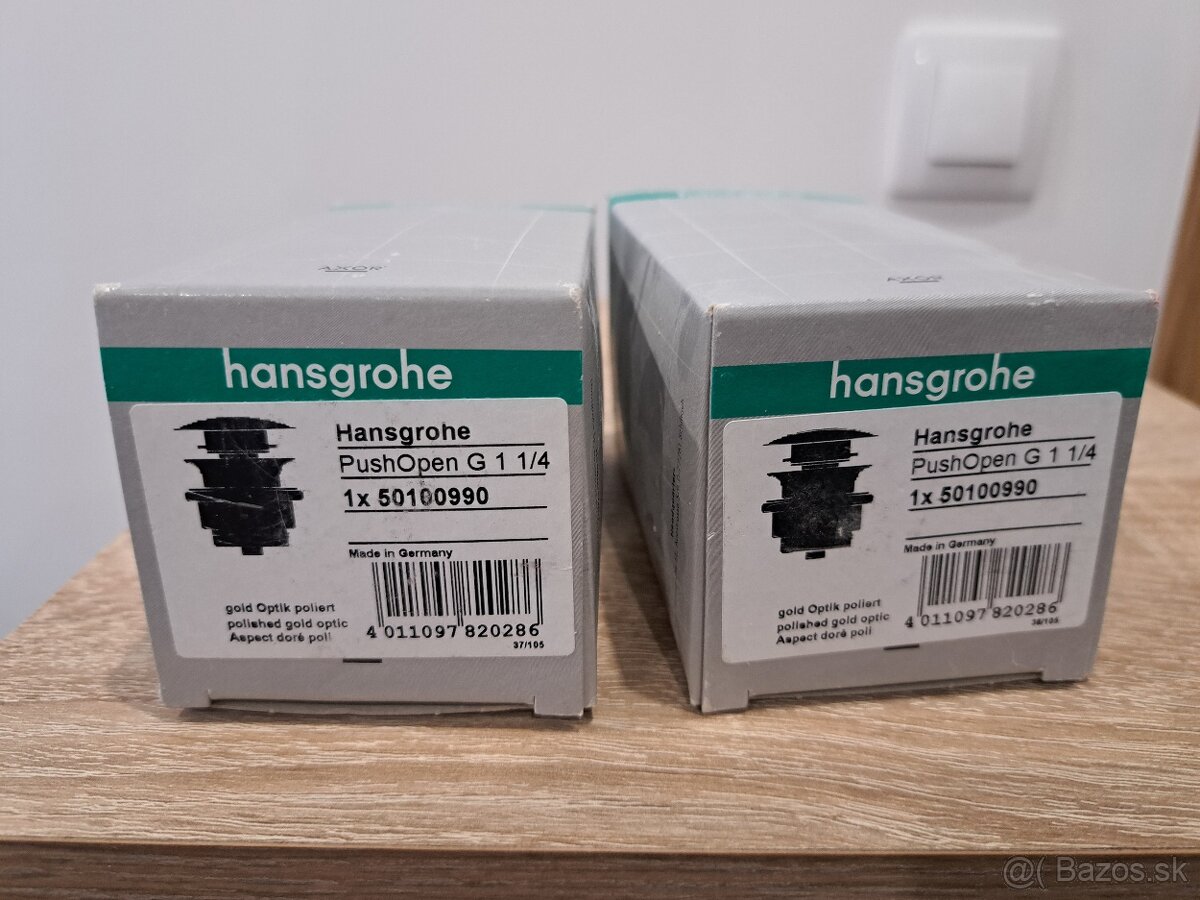 AXOR
hansgrohe
Hansgrohe
PushOpen G 1 1/4
1x 50100990
Made in Germany
gold Optik poliert
polished gold optic
Aspect doré poli
4 011097 820286
37/105
AXOR
hansgrohe
Hansgrohe
PushOpen G 1 1/4
1x 50100990
Made in Germany
gold Optik poliert
polished gold optic
Aspect doré poli
4 011097 820286
38/105
@( Bazos.sk